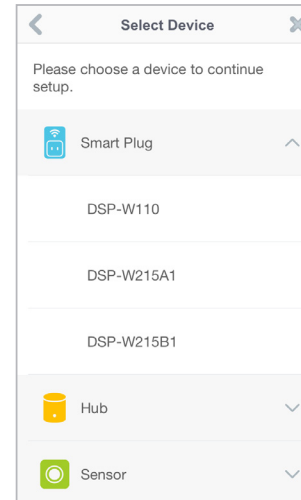 Select Device
Please choose a device to continue
setup.
Smart Plug
DSP-W110
DSP-W215A1
DSP-W215B1
Hub
Sensor